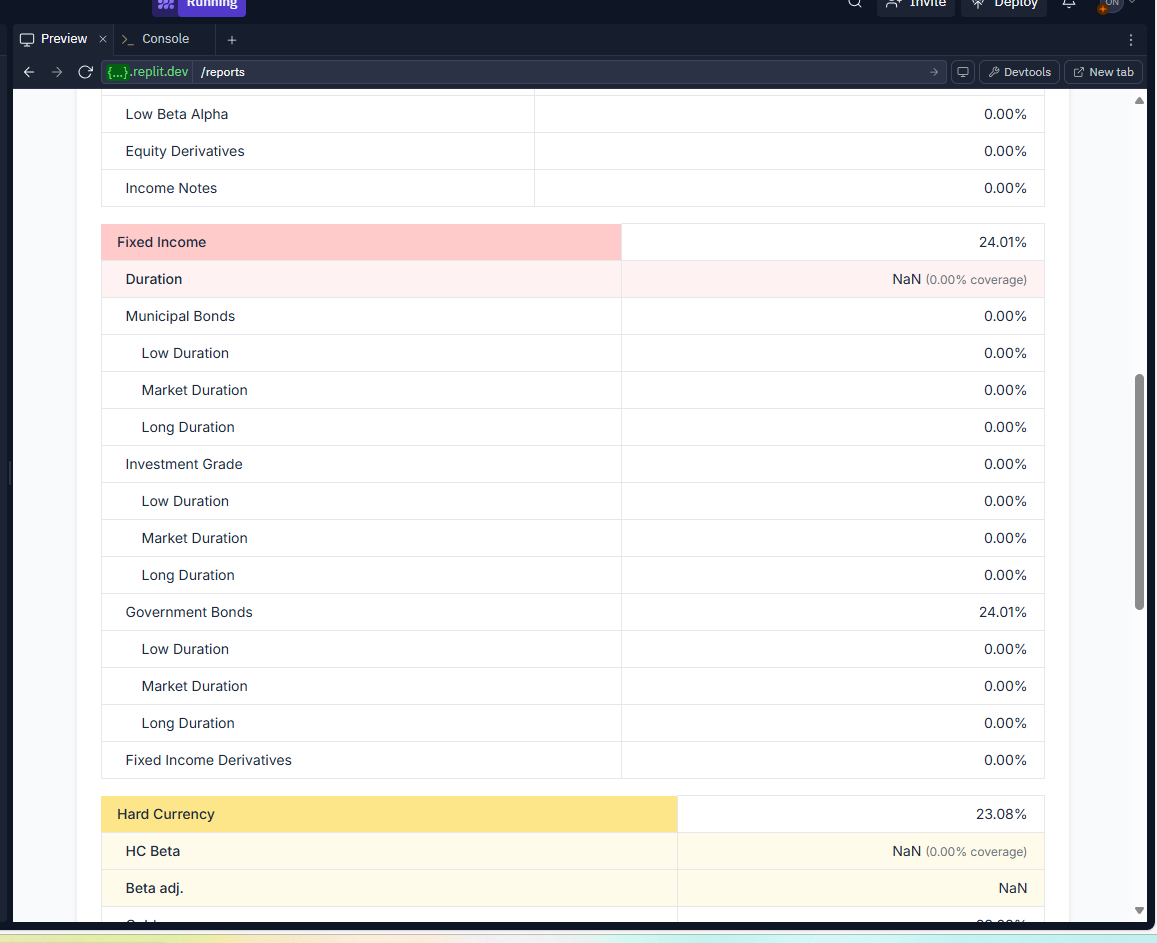 Running
Invite
Deploy
ON
Preview
Console
{...}.replit.dev
/reports
Devtools
New tab
Low Beta Alpha 0.00%
Equity Derivatives 0.00%
Income Notes 0.00%
Fixed Income 24.01%
Duration NaN (0.00% coverage)
Municipal Bonds 0.00%
Low Duration 0.00%
Market Duration 0.00%
Long Duration 0.00%
Investment Grade 0.00%
Low Duration 0.00%
Market Duration 0.00%
Long Duration 0.00%
Government Bonds 24.01%
Low Duration 0.00%
Market Duration 0.00%
Long Duration 0.00%
Fixed Income Derivatives 0.00%
Hard Currency 23.08%
HC Beta NaN (0.00% coverage)
Beta adj. NaN